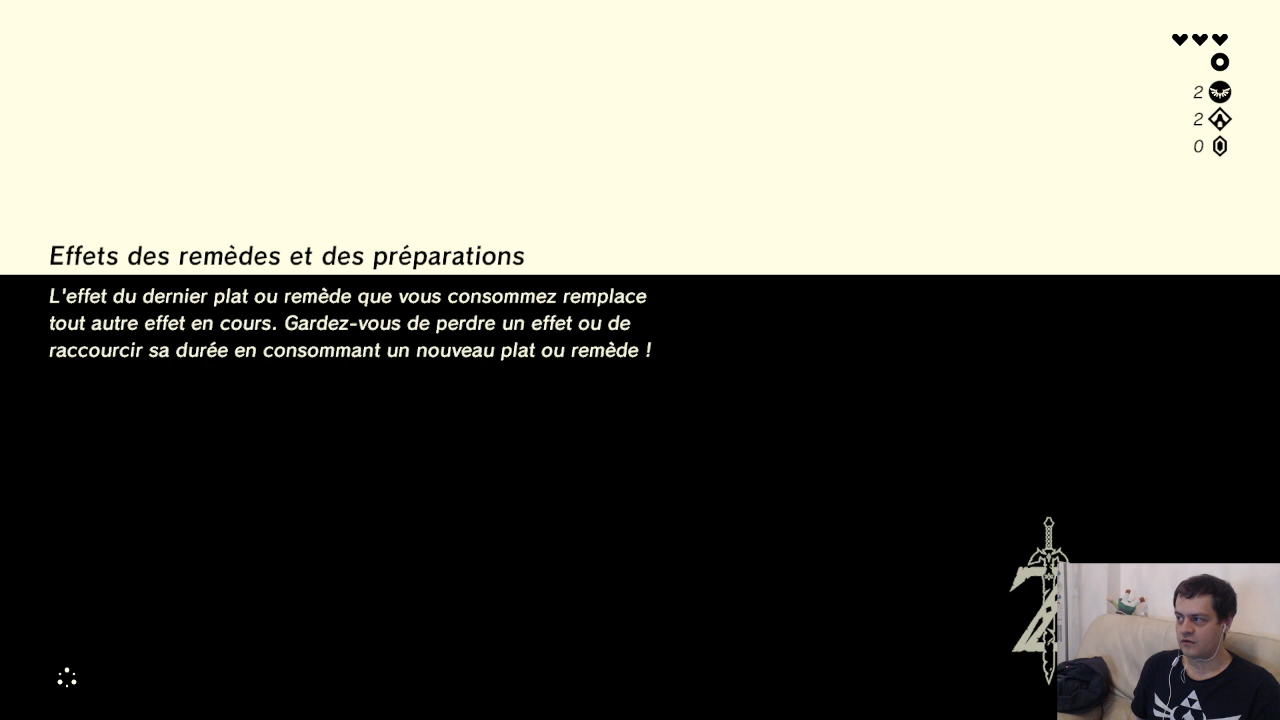 2
2
0
Effets des remèdes et des préparations
L'effet du dernier plat ou remède que vous consommez remplace
tout autre effet en cours. Gardez-vous de perdre un effet ou de
raccourcir sa durée en consommant un nouveau plat ou remède !
Z